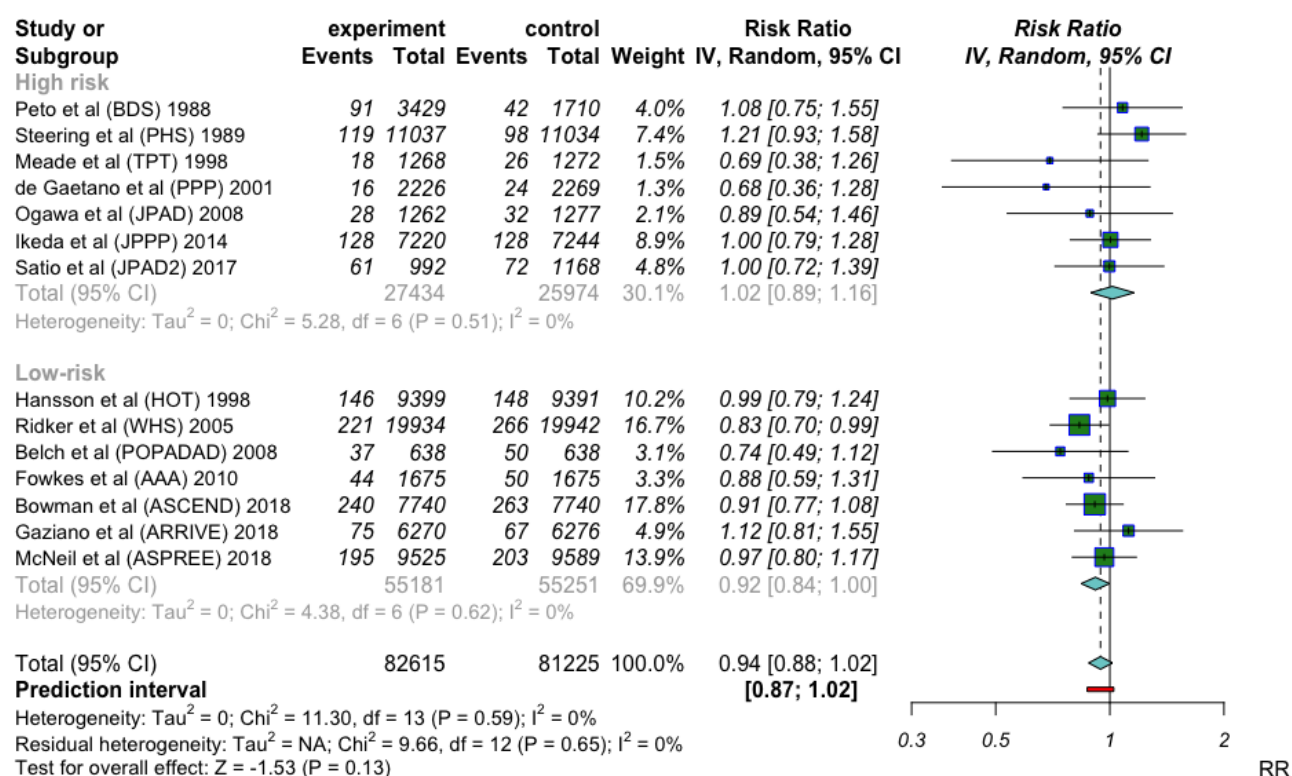 Study or experiment control Risk Ratio Risk Ratio
Subgroup Events Total Events Total Weight IV, Random, 95% CI IV, Random, 95% CI
High risk
Peto et al (BDS) 1988 91 3429 42 1710 4.0% 1.08 [0.75; 1.55]
Steering et al (PHS) 1989 119 11037 98 11034 7.4% 1.21 [0.93; 1.58]
Meade et al (TPT) 1998 18 1268 26 1272 1.5% 0.69 [0.38; 1.26]
de Gaetano et al (PPP) 2001 16 2226 24 2269 1.3% 0.68 [0.36; 1.28]
Ogawa et al (JPAD) 2008 28 1262 32 1277 2.1% 0.89 [0.54; 1.46]
Ikeda et al (JPPP) 2014 128 7220 128 7244 8.9% 1.00 [0.79; 1.28]
Satio et al (JPAD2) 2017 61 992 72 1168 4.8% 1.00 [0.72; 1.39]
Total (95% CI) 27434 25974 30.1% 1.02 [0.89; 1.16]
Heterogeneity: Tau² = 0; Chi² = 5.28, df = 6 (P = 0.51); I² = 0%
Low-risk
Hansson et al (HOT) 1998 146 9399 148 9391 10.2% 0.99 [0.79; 1.24]
Ridker et al (WHS) 2005 221 19934 266 19942 16.7% 0.83 [0.70; 0.99]
Belch et al (POPADAD) 2008 37 638 50 638 3.1% 0.74 [0.49; 1.12]
Fowkes et al (AAA) 2010 44 1675 50 1675 3.3% 0.88 [0.59; 1.31]
Bowman et al (ASCEND) 2018 240 7740 263 7740 17.8% 0.91 [0.77; 1.08]
Gaziano et al (ARRIVE) 2018 75 6270 67 6276 4.9% 1.12 [0.81; 1.55]
McNeil et al (ASPREE) 2018 195 9525 203 9589 13.9% 0.97 [0.80; 1.17]
Total (95% CI) 55181 55251 69.9% 0.92 [0.84; 1.00]
Heterogeneity: Tau² = 0; Chi² = 4.38, df = 6 (P = 0.62); I² = 0%
Total (95% CI) 82615 81225 100.0% 0.94 [0.88; 1.02]
Prediction interval [0.87; 1.02]
Heterogeneity: Tau² = 0; Chi² = 11.30, df = 13 (P = 0.59); I² = 0%
Residual heterogeneity: Tau² = NA; Chi² = 9.66, df = 12 (P = 0.65); I² = 0%
0.3 0.5 1 2
Test for overall effect: Z = -1.53 (P = 0.13)
RR